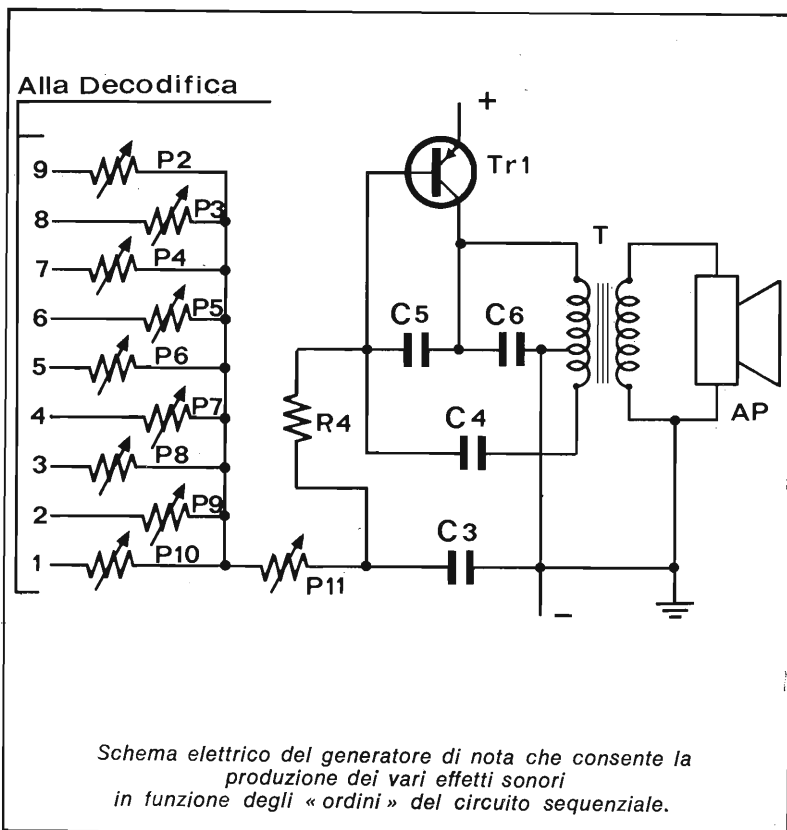 Alla Decodifica
+
Tr1
9 P2
8 P3
7 P4
6 P5
5 P6
4 P7
3 P8
2 P9
1 P10
P11
R4
C5
C6
C4
C3
T
AP
-
Schema elettrico del generatore di nota che consente la
produzione dei vari effetti sonori
in funzione degli « ordini » del circuito sequenziale.